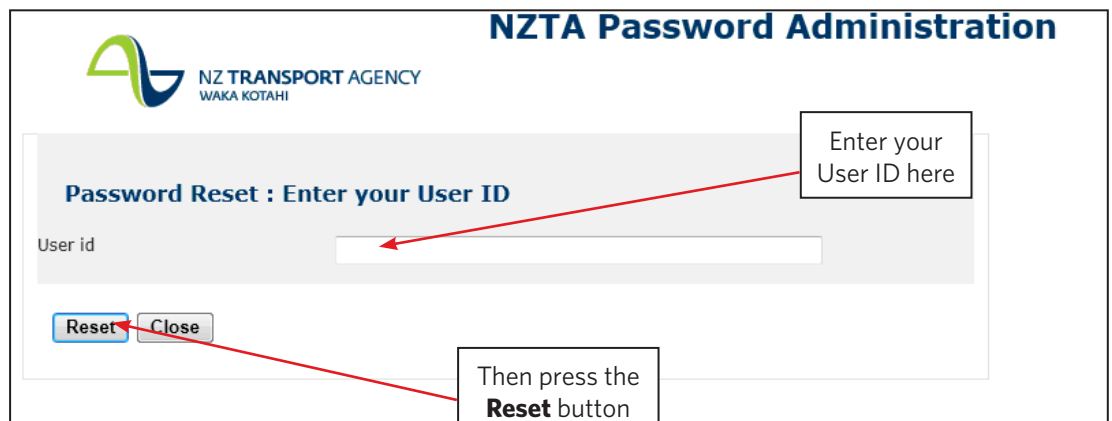 NZTA Password Administration
NZ TRANSPORT AGENCY
WAKA KOTAHI
Enter your
User ID here
Password Reset : Enter your User ID
User id
Reset Close
Then press the
Reset button